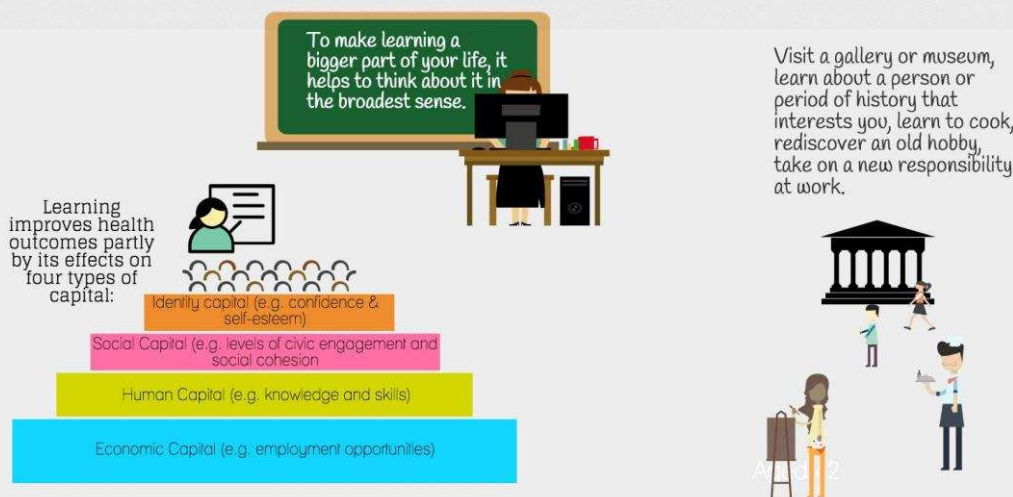 To make learning a
bigger part of your life, it
helps to think about it in
the broadest sense.
Visit a gallery or museum,
learn about a person or
period of history that
interests you, learn to cook,
rediscover an old hobby,
take on a new responsibility
at work.
Learning
improves health
outcomes partly
by its effects on
four types of
capital:
Identity capital (e.g. confidence &
self-esteem)
Social Capital (e.g. levels of civic engagement and
social cohesion
Human Capital (e.g. knowledge and skills)
Economic Capital (e.g. employment opportunities)